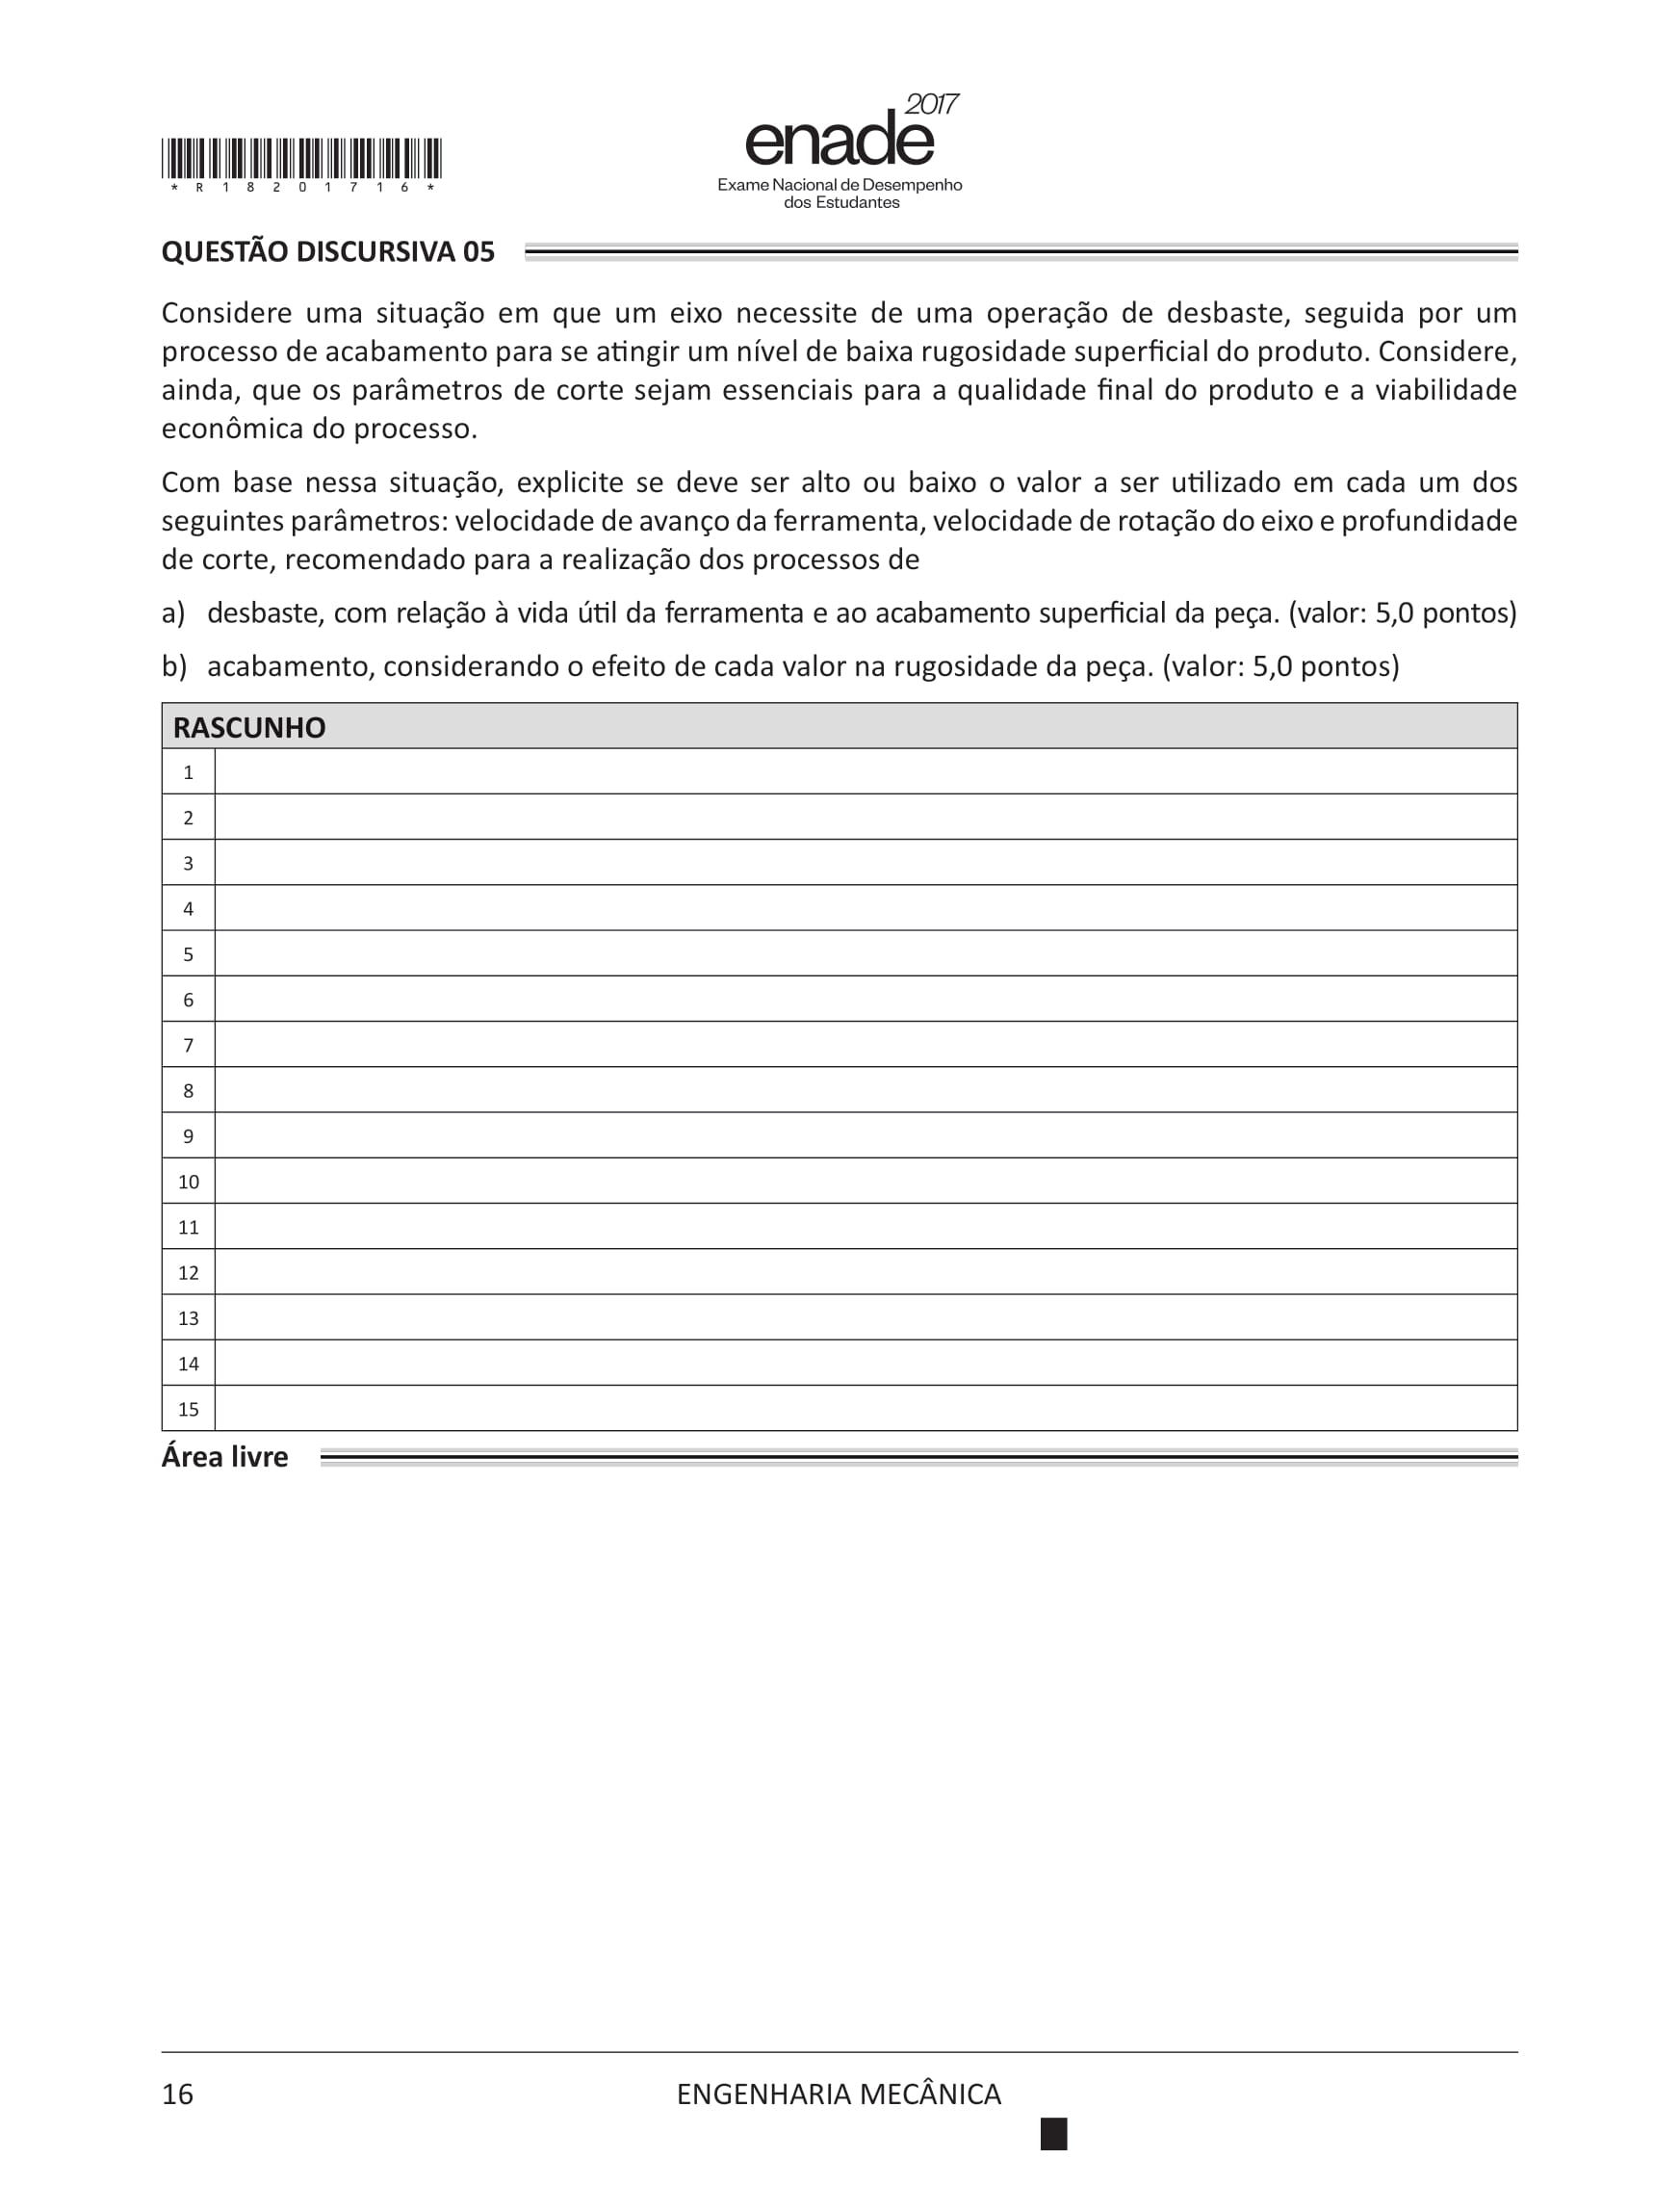 2017
enade
Exame Nacional de Desempenho
dos Estudantes
*R18201716*
QUESTÃO DISCURSIVA 05
Considere uma situação em que um eixo necessite de uma operação de desbaste, seguida por um
processo de acabamento para se atingir um nível de baixa rugosidade superficial do produto. Considere,
ainda, que os parâmetros de corte sejam essenciais para a qualidade final do produto e a viabilidade
econômica do processo.
Com base nessa situação, explicite se deve ser alto ou baixo o valor a ser utilizado em cada um dos
seguintes parâmetros: velocidade de avanço da ferramenta, velocidade de rotação do eixo e profundidade
de corte, recomendado para a realização dos processos de
a) desbaste, com relação à vida útil da ferramenta e ao acabamento superficial da peça. (valor: 5,0 pontos)
b) acabamento, considerando o efeito de cada valor na rugosidade da peça. (valor: 5,0 pontos)
RASCUNHO
1
2
3
4
5
6
7
8
9
10
11
12
13
14
15
Área livre
16
ENGENHARIA MECÂNICA